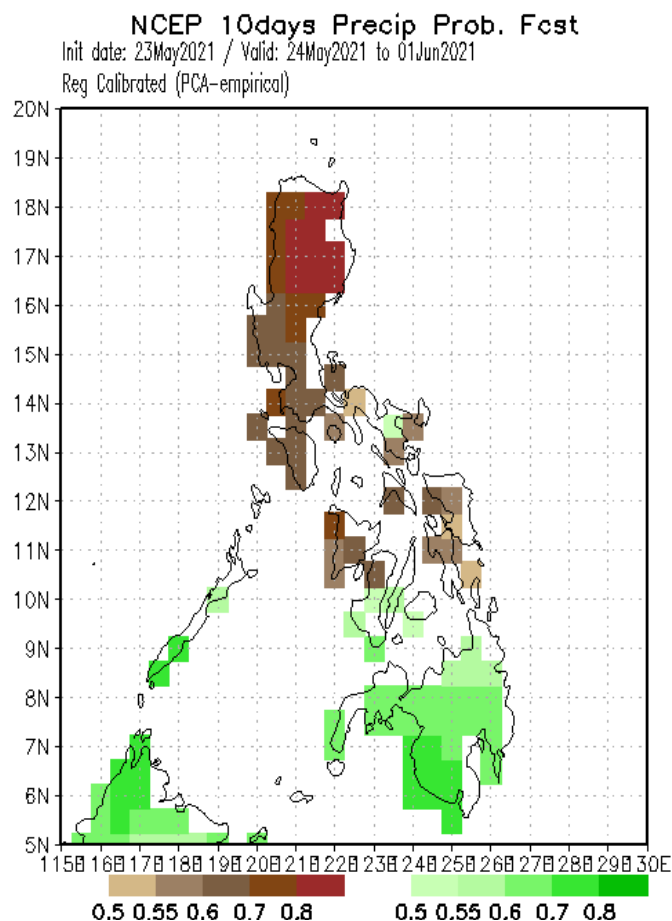 NCEP 10days Precip Prob. Fcst
Init date: 23May2021 / Valid: 24May2021 to 01Jun2021
Reg Calibrated (PCA-empirical)
20N
19N
18N
17N
16N
15N
14N
13N
12N
11N
10N
9N
8N
7N
6N
5N
115E 116E 117E 118E 119E 120E 121E 122E 123E 124E 125E 126E 127E 128E 129E 130E
0.5 0.55 0.6 0.7 0.8 0.5 0.55 0.6 0.7 0.8